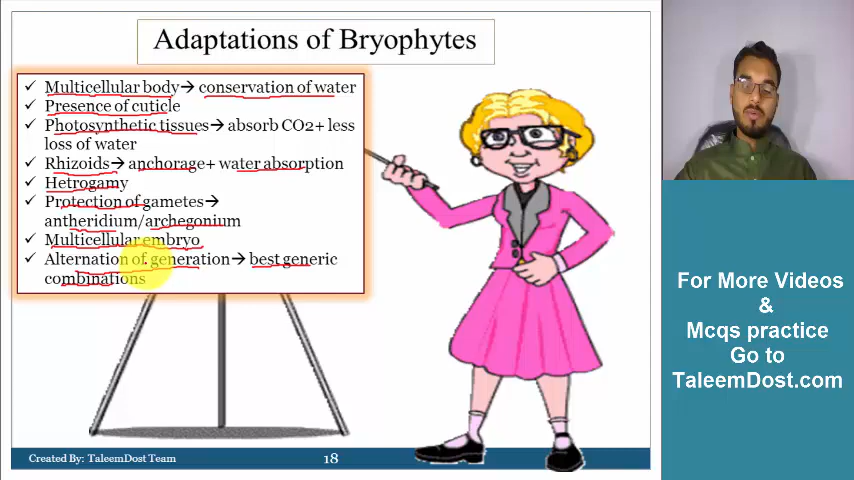 Adaptations of Bryophytes
✓ Multicellular body→ conservation of water
✓ Presence of cuticle
✓ Photosynthetic tissues→ absorb CO2+ less
loss of water
✓ Rhizoids→ anchorage+ water absorption
✓ Hetrogamy
✓ Protection of gametes→
antheridium/archegonium
✓ Multicellular embryo
✓ Alternation of generation→ best generic
combinations
Created By: TaleemDost Team
18
For More Videos
&
Mcqs practice
Go to
TaleemDost.com